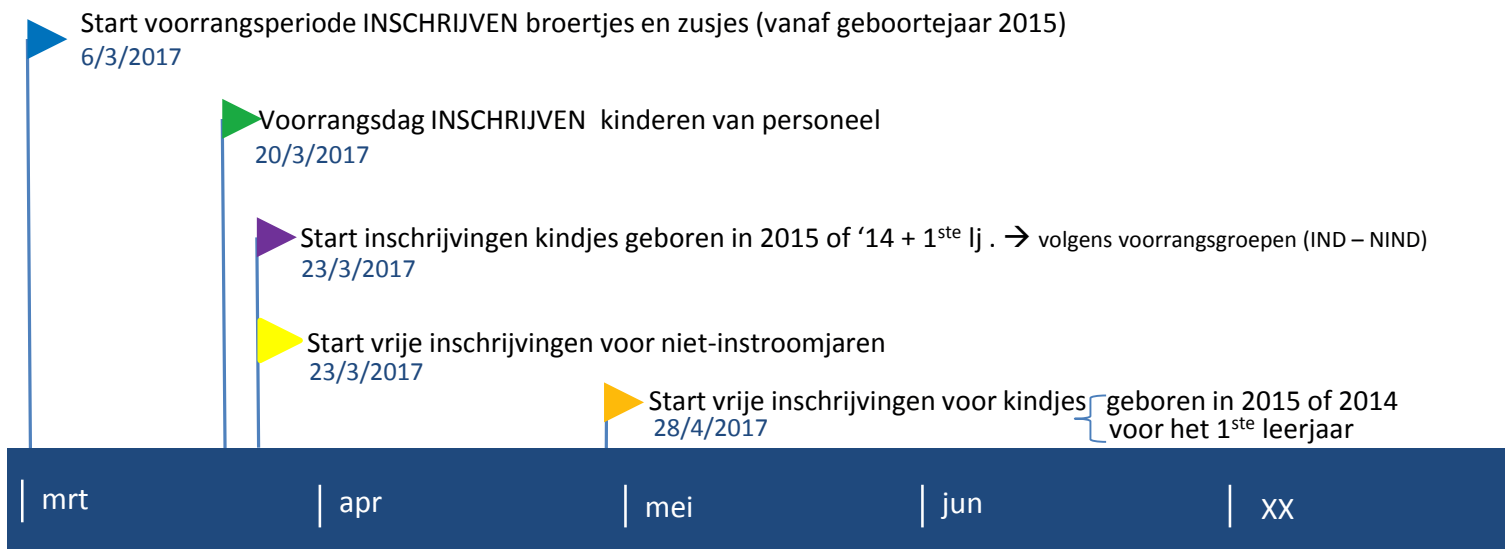 Start voorrangsperiode INSCHRIJVEN broertjes en zusjes (vanaf geboortejaar 2015)
6/3/2017
Voorrangsdag INSCHRIJVEN kinderen van personeel
20/3/2017
Start inschrijvingen kindjes geboren in 2015 of ‘14 + 1ste lj . → volgens voorrangsgroepen (IND – NIND)
23/3/2017
Start vrije inschrijvingen voor niet-instroomjaren
23/3/2017
Start vrije inschrijvingen voor kindjes geboren in 2015 of 2014
voor het 1ste leerjaar
28/4/2017
mrt apr mei jun XX